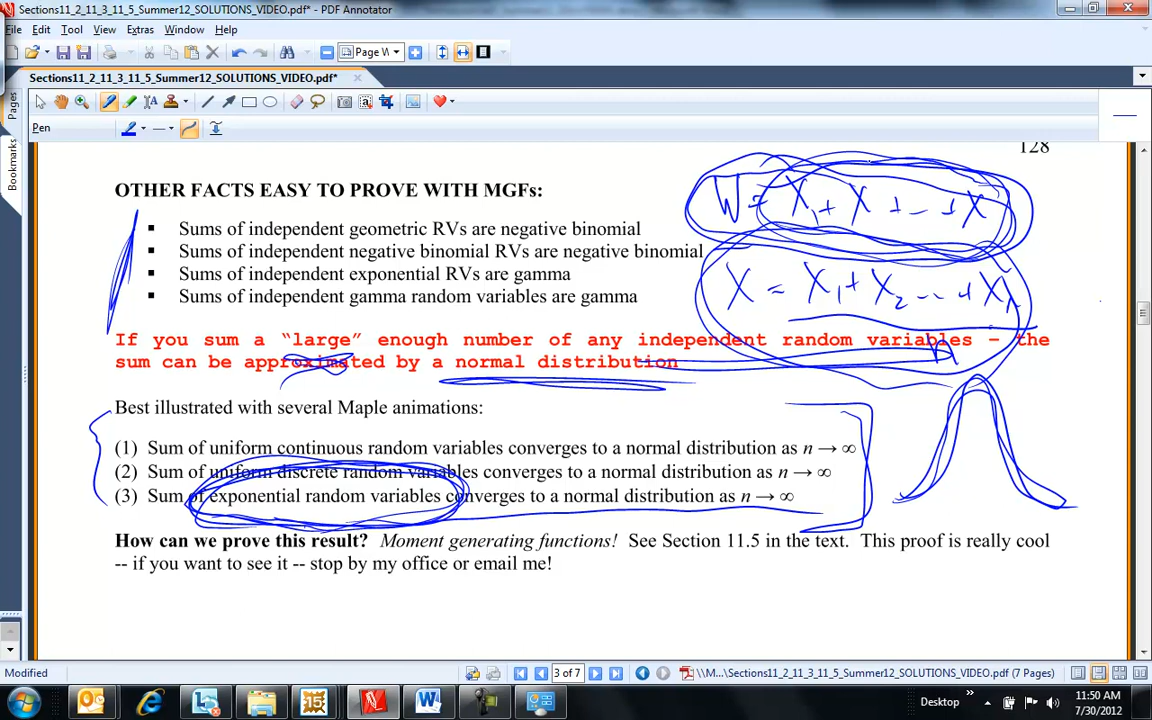 Sections11_2_11_3_11_5_Summer12_SOLUTIONS_VIDEO.pdf* - PDF Annotator
File Edit Tool View Extras Window Help
Page W
Sections11_2_11_3_11_5_Summer12_SOLUTIONS_VIDEO.pdf*
Pages
Pen
128
OTHER FACTS EASY TO PROVE WITH MGFs:
W = X1 + X + -- + X
▪ Sums of independent geometric RVs are negative binomial
▪ Sums of independent negative binomial RVs are negative binomial
▪ Sums of independent exponential RVs are gamma
X = X1 + X2 -- + Xn
▪ Sums of independent gamma random variables are gamma
If you sum a “large” enough number of any independent random variables – the
sum can be approximated by a normal distribution
n
Best illustrated with several Maple animations:
(1) Sum of uniform continuous random variables converges to a normal distribution as n → ∞
(2) Sum of uniform discrete random variables converges to a normal distribution as n → ∞
(3) Sum of exponential random variables converges to a normal distribution as n → ∞
How can we prove this result? Moment generating functions! See Section 11.5 in the text. This proof is really cool
-- if you want to see it -- stop by my office or email me!
Modified
3 of 7
\\M...\Sections11_2_11_3_11_5_Summer12_SOLUTIONS_VIDEO.pdf (7 Pages)
Desktop
11:50 AM
7/30/2012